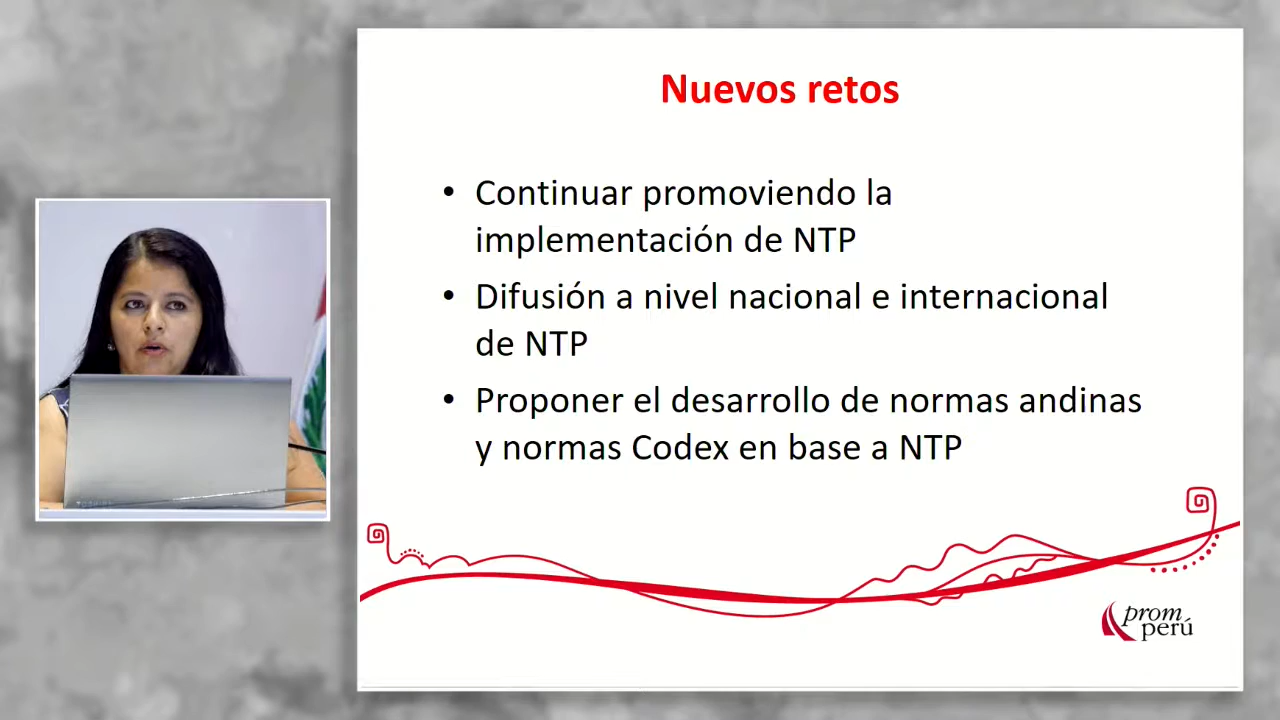 Nuevos retos
• Continuar promoviendo la
implementación de NTP
• Difusión a nivel nacional e internacional
de NTP
• Proponer el desarrollo de normas andinas
y normas Codex en base a NTP
prom
perú